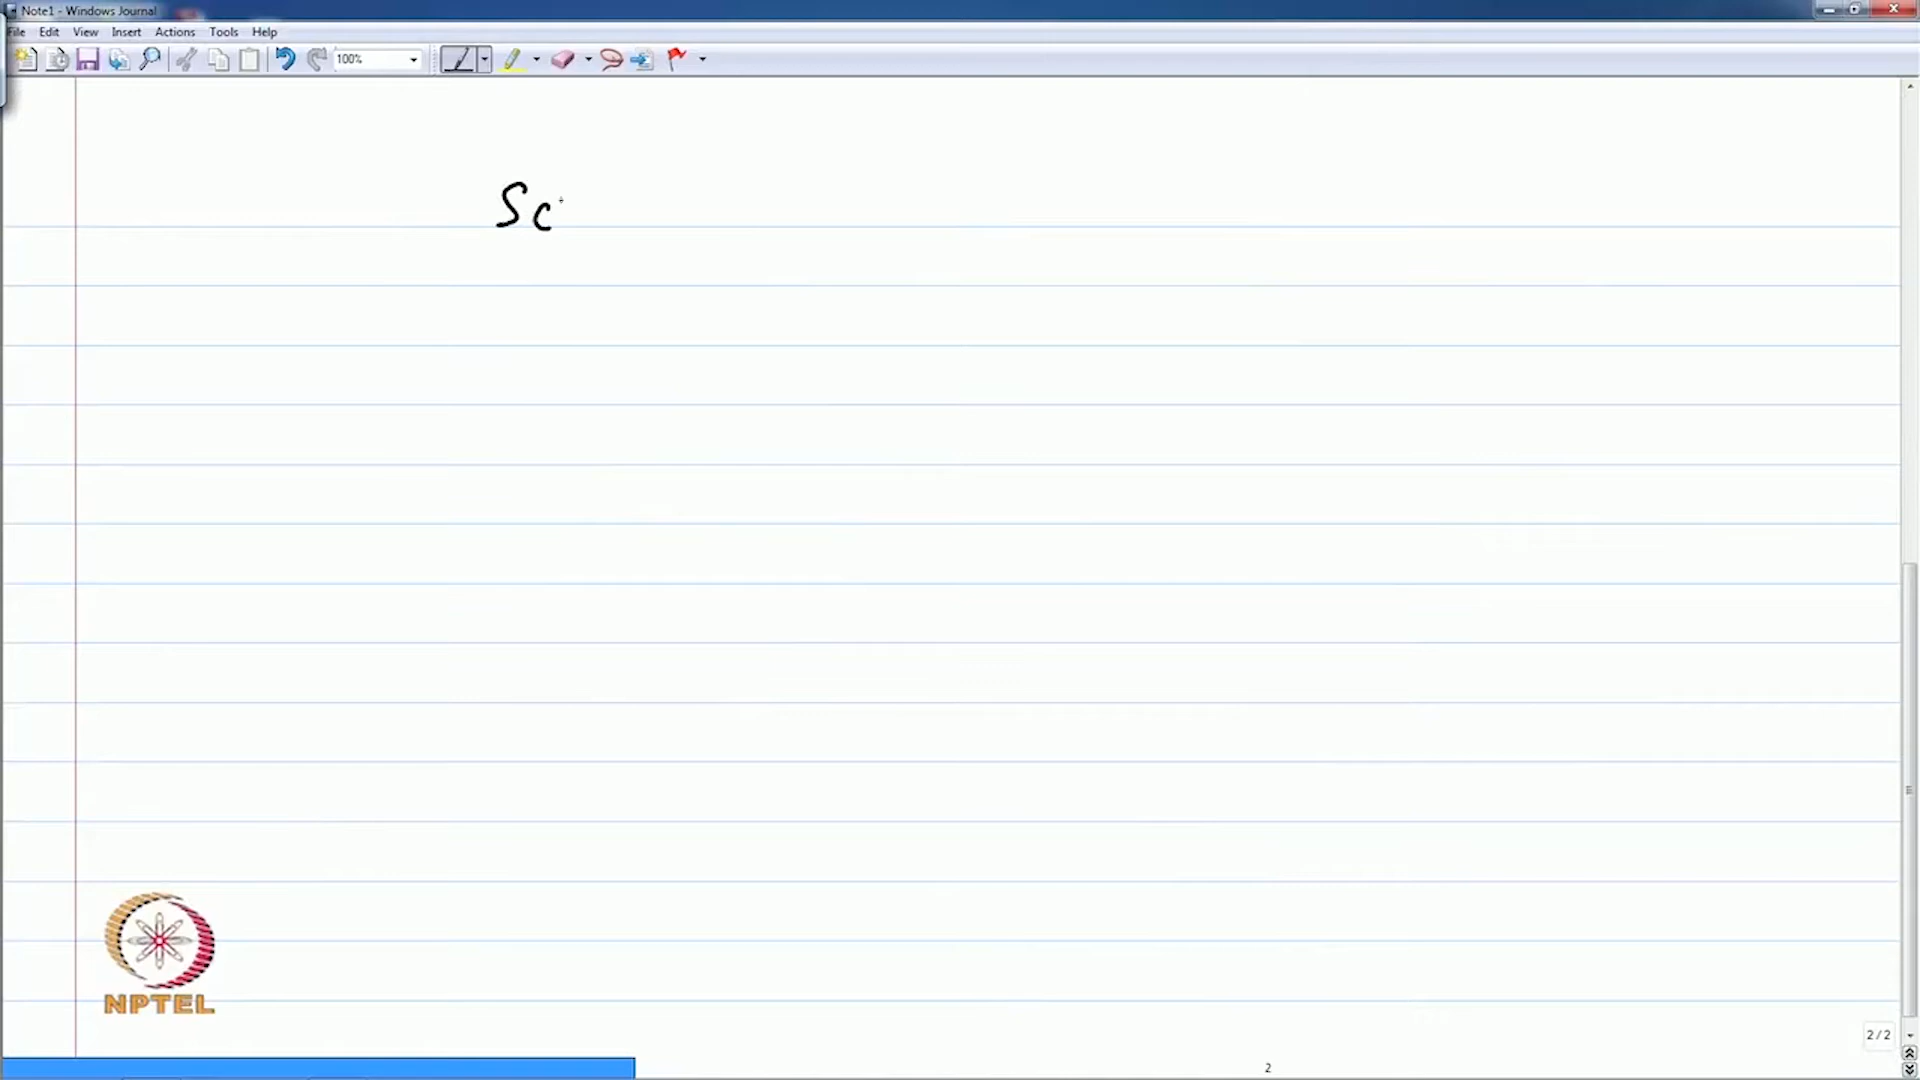 Note1 - Windows Journal
File Edit View Insert Actions Tools Help
100%
Sc
NPTEL
2 / 2
2